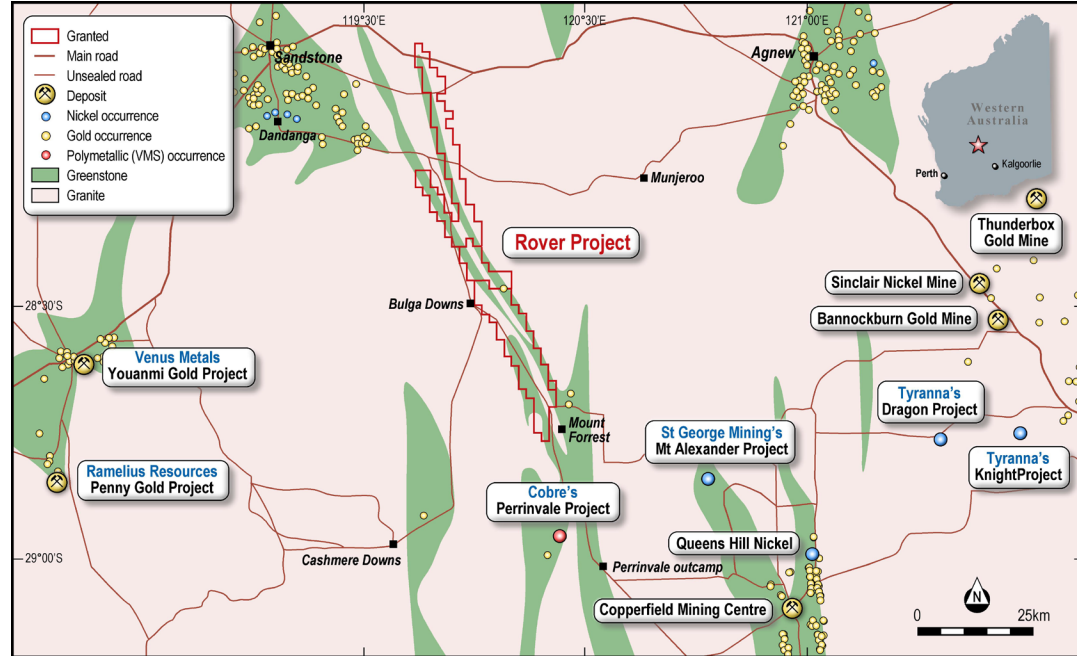 119°30'E
120°30'E
121°00'E
Granted
Main road
Unsealed road
Deposit
Nickel occurrence
Gold occurrence
Polymetallic (VMS) occurrence
Greenstone
Granite
Sandstone
Dandanga
Agnew
Munjeroo
Western
Australia
Perth
Kalgoorlie
Thunderbox
Gold Mine
Rover Project
Sinclair Nickel Mine
Bulga Downs
28°30'S
Bannockburn Gold Mine
Venus Metals
Youanmi Gold Project
Tyranna's
Dragon Project
Mount
Forrest
St George Mining's
Mt Alexander Project
Tyranna's
KnightProject
Ramelius Resources
Penny Gold Project
Cobre's
Perrinvale Project
Queens Hill Nickel
29°00'S
Cashmere Downs
Perrinvale outcamp
Copperfield Mining Centre
N
0
25km